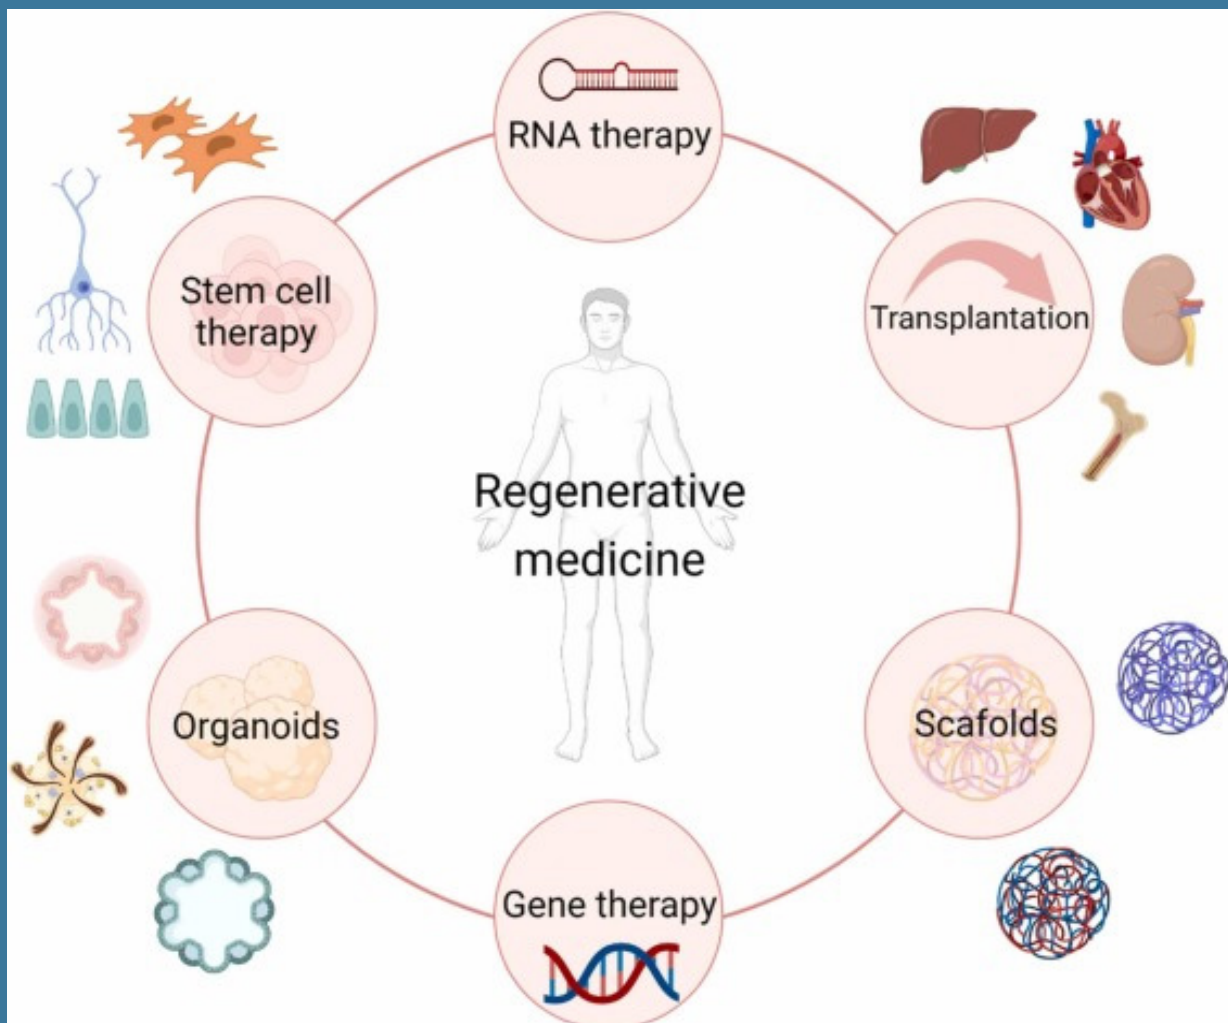 RNA therapy
Stem cell
therapy
Transplantation
Regenerative
medicine
Organoids
Scafolds
Gene therapy